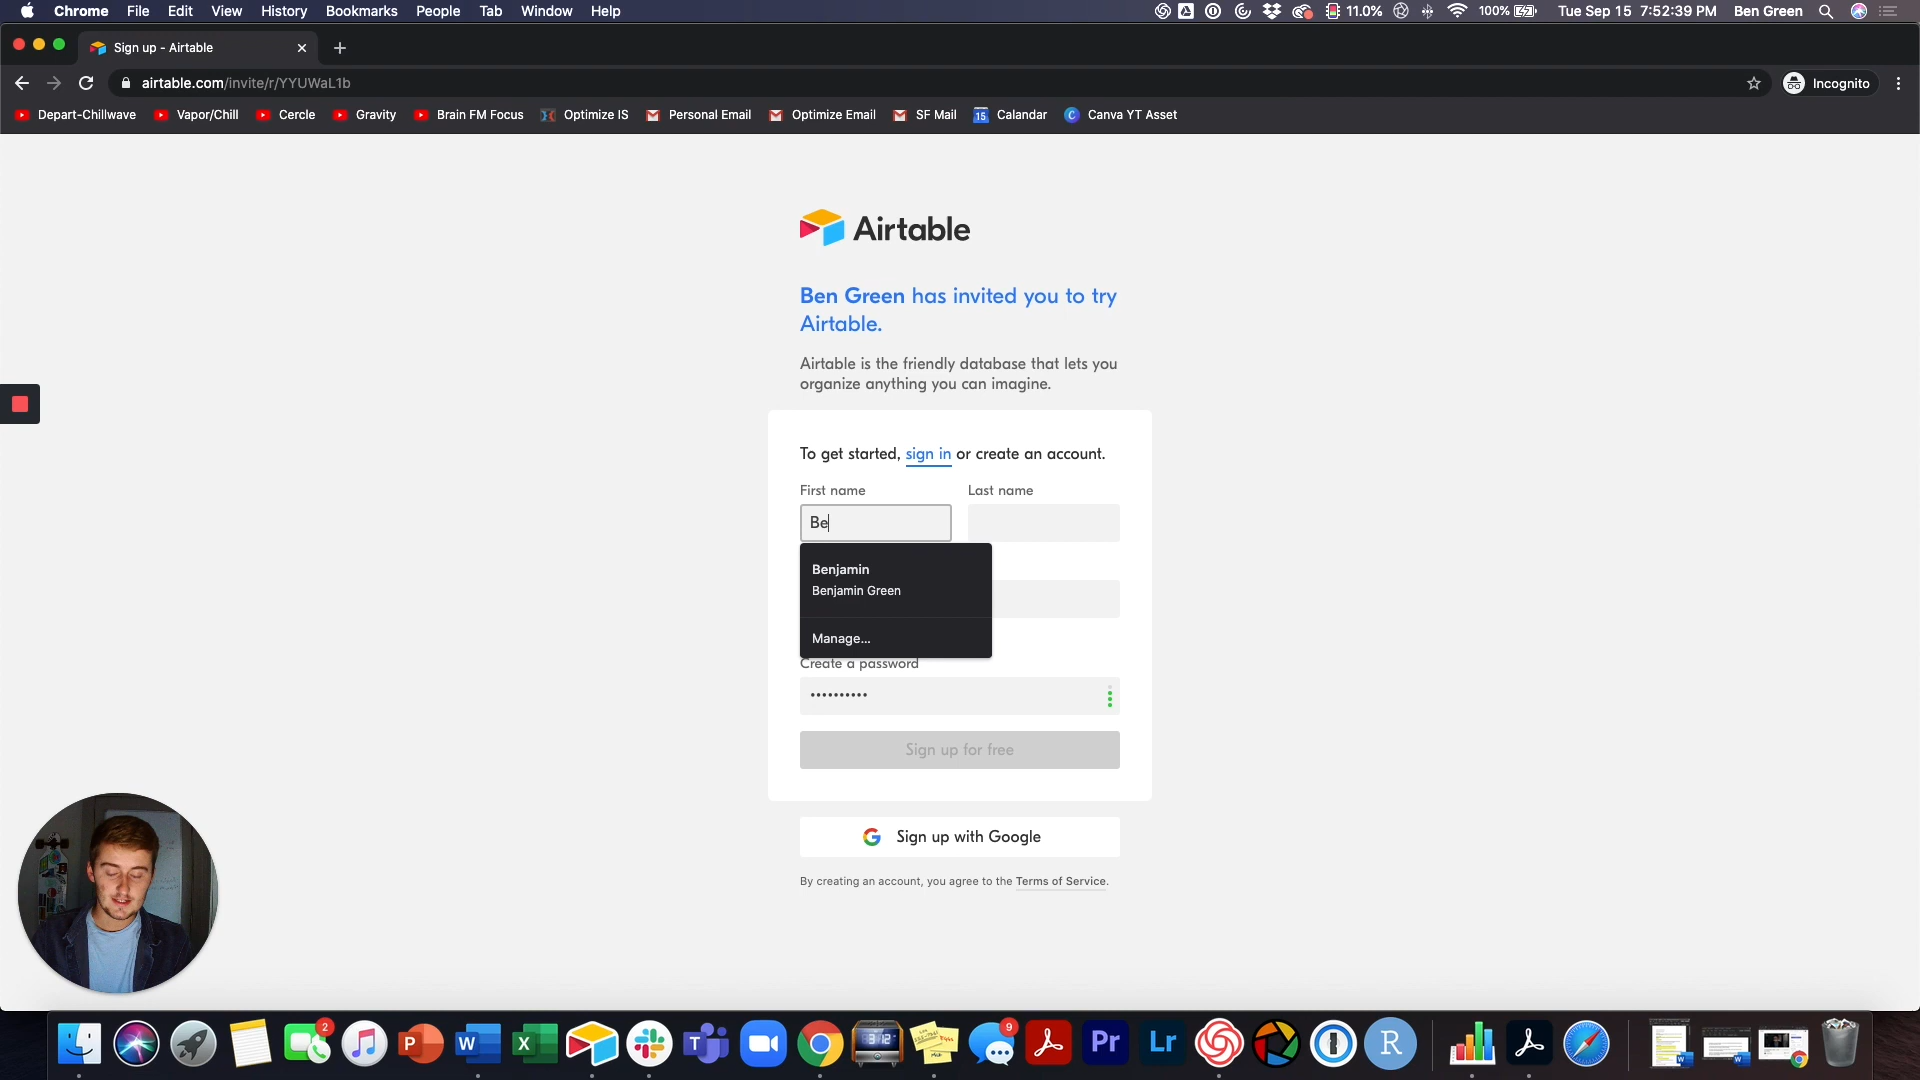 Chrome File Edit View History Bookmarks People Tab Window Help
11.0% 100% Tue Sep 15 7:52:39 PM Ben Green
Sign up - Airtable
airtable.com/invite/r/YYUWaL1b
Incognito
Depart-Chillwave Vapor/Chill Cercle Gravity Brain FM Focus Optimize IS Personal Email Optimize Email SF Mail 15 Calandar C Canva YT Asset
Airtable
Ben Green has invited you to try
Airtable.
Airtable is the friendly database that lets you
organize anything you can imagine.
To get started, sign in or create an account.
First name Last name
Be
Benjamin
Benjamin Green
Manage...
Create a password
••••••••••
Sign up for free
Sign up with Google
By creating an account, you agree to the Terms of Service.
2 P W X T 9 Pr Lr R